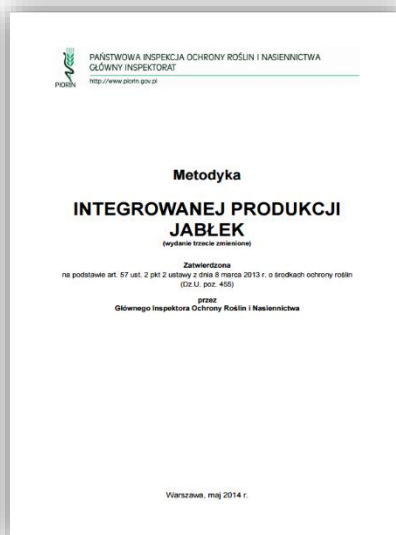 PAŃSTWOWA INSPEKCJA OCHRONY ROŚLIN I NASIENNICTWA
GŁÓWNY INSPEKTORAT
PIORIN
http://www.piorin.gov.pl
Metodyka
INTEGROWANEJ PRODUKCJI
JABŁEK
(wydanie trzecie zmienione)
Zatwierdzona
na podstawie art. 57 ust. 2 pkt 2 ustawy z dnia 8 marca 2013 r. o środkach ochrony roślin
(Dz.U. poz. 455)
przez
Głównego Inspektora Ochrony Roślin i Nasiennictwa
Warszawa, maj 2014 r.